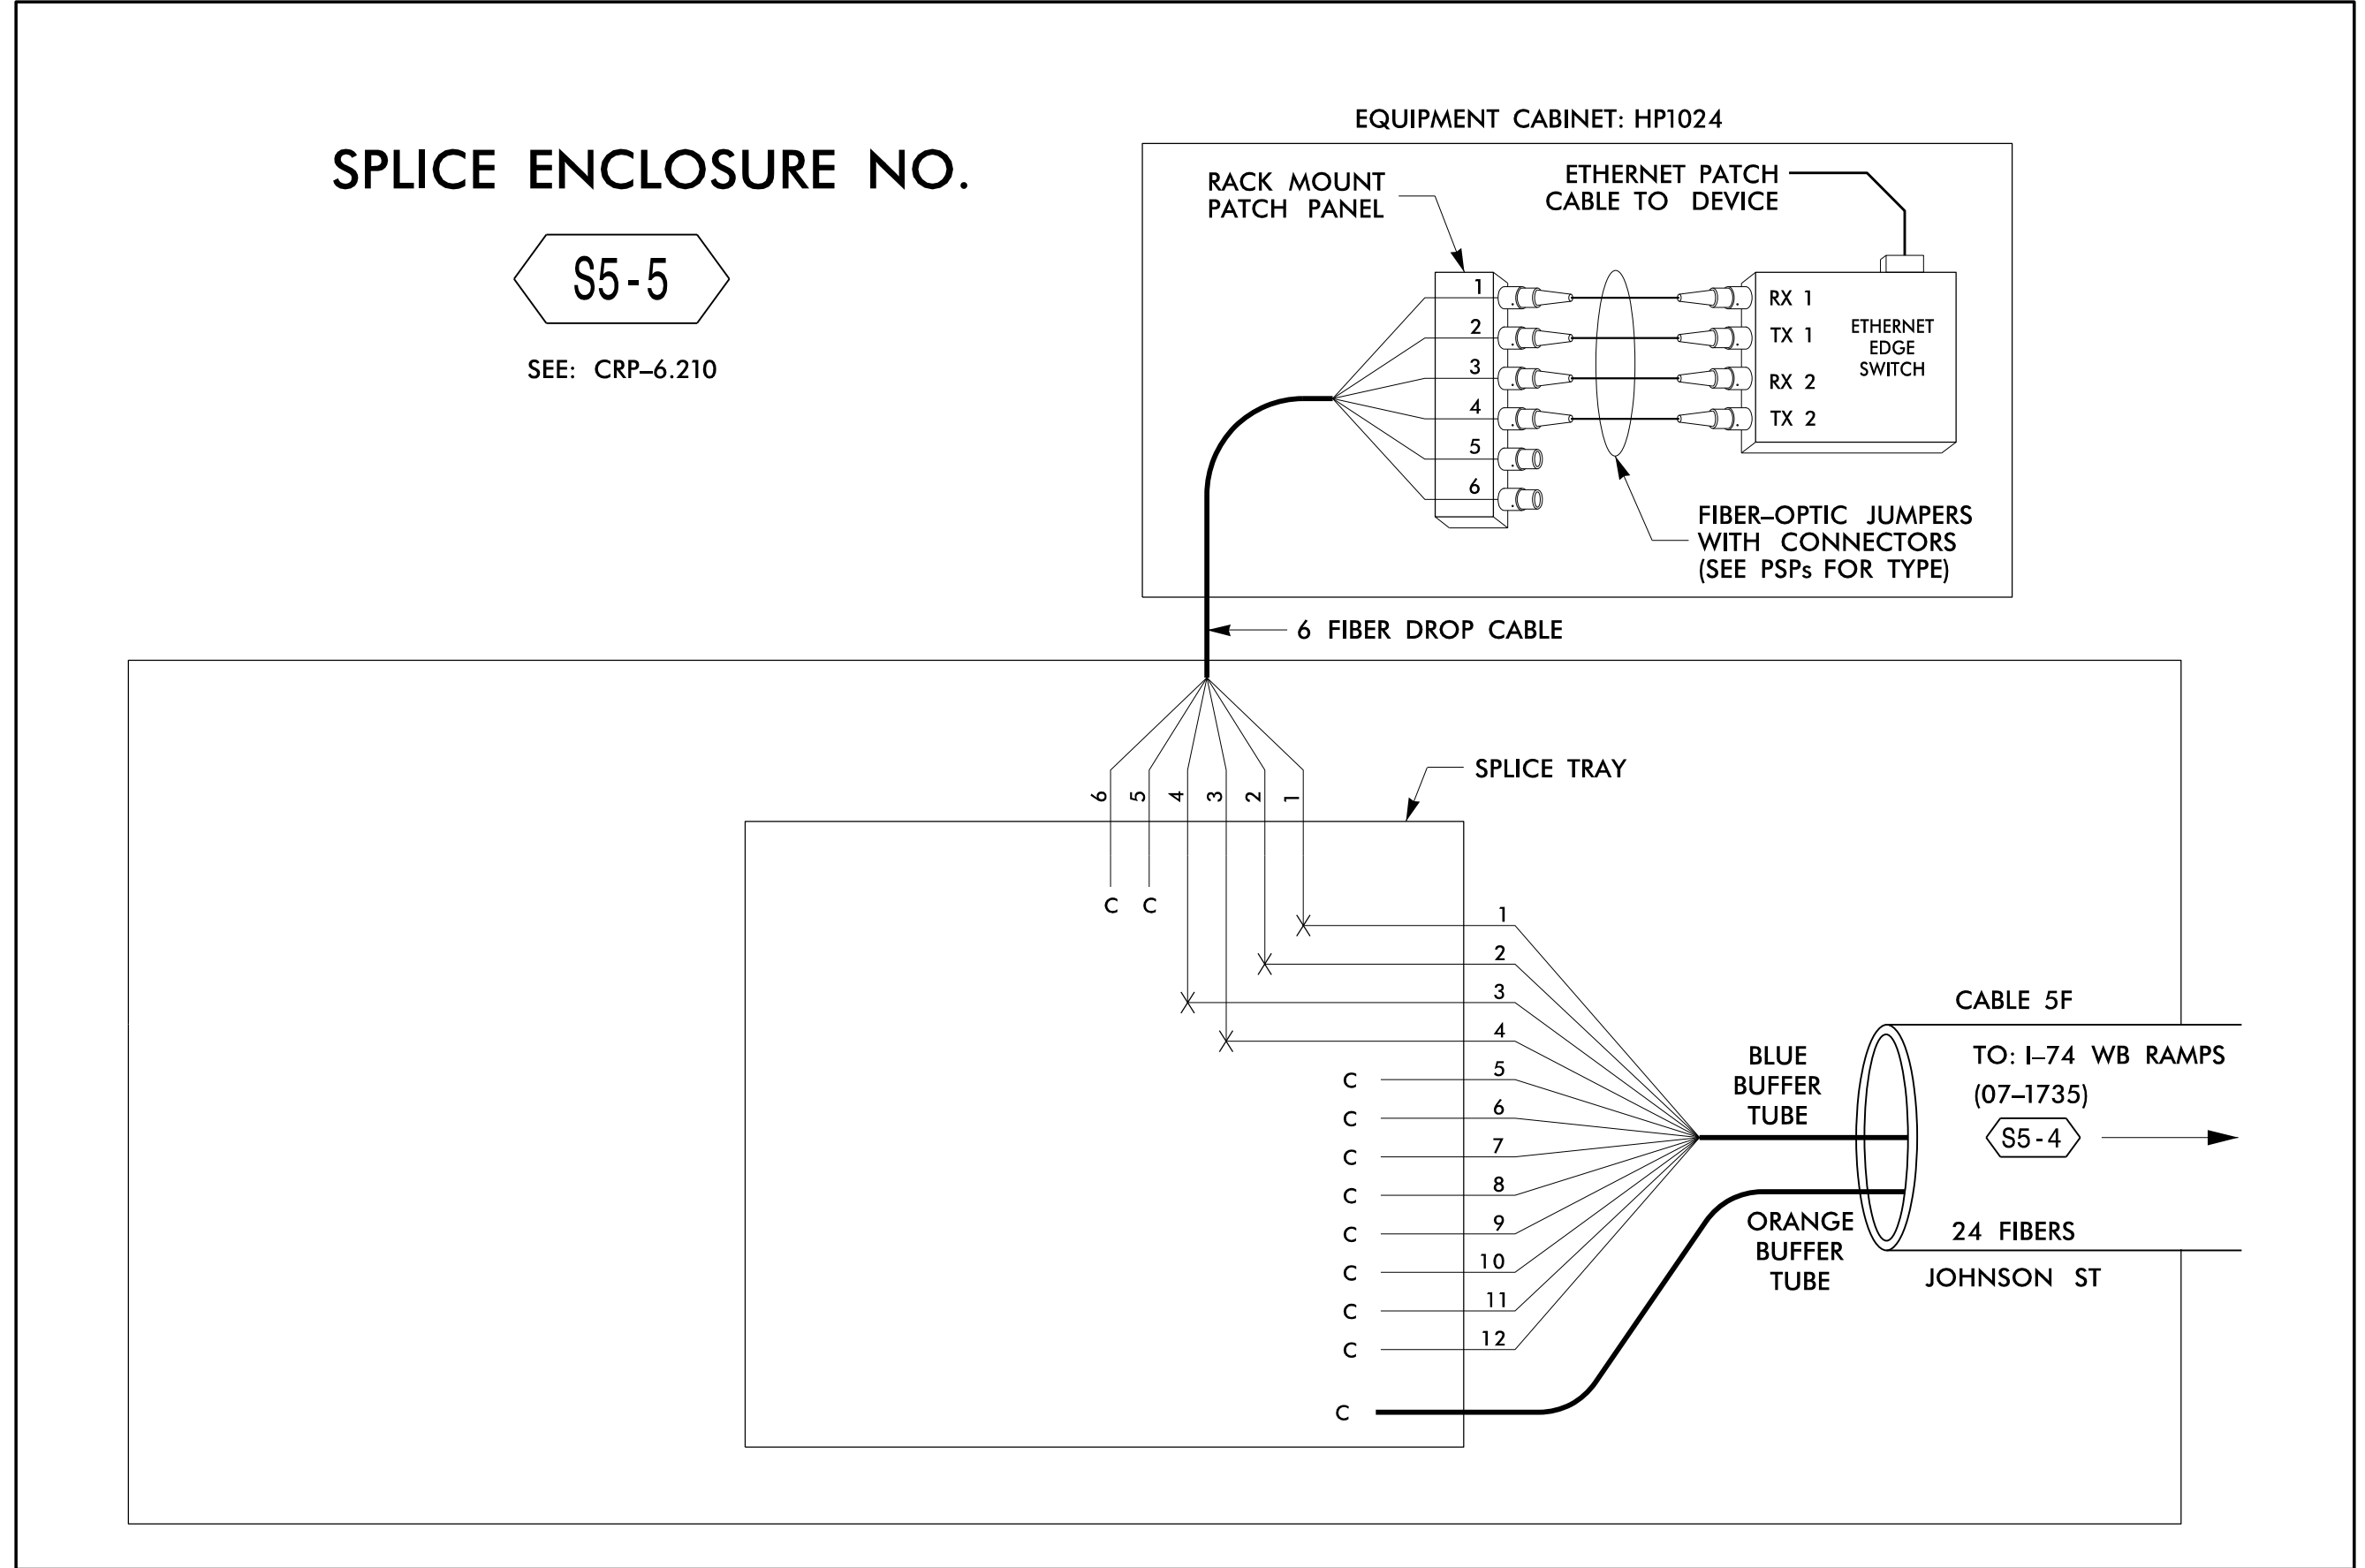 SPLICE ENCLOSURE NO.
S5-5
SEE: CRP–6.210
EQUIPMENT CABINET: HP1024
RACK MOUNT
PATCH PANEL
ETHERNET PATCH
CABLE TO DEVICE
1
2
3
4
5
6
RX 1
TX 1
RX 2
TX 2
ETHERNET
EDGE
SWITCH
FIBER–OPTIC JUMPERS
WITH CONNECTORS
(SEE PSPs FOR TYPE)
6 FIBER DROP CABLE
SPLICE TRAY
6
5
4
3
2
1
C C
1
2
3
4
C 5
C 6
C 7
C 8
C 9
C 10
C 11
C 12
C
BLUE
BUFFER
TUBE
ORANGE
BUFFER
TUBE
CABLE 5F
TO: I–74 WB RAMPS
(07–1735)
S5-4
24 FIBERS
JOHNSON ST